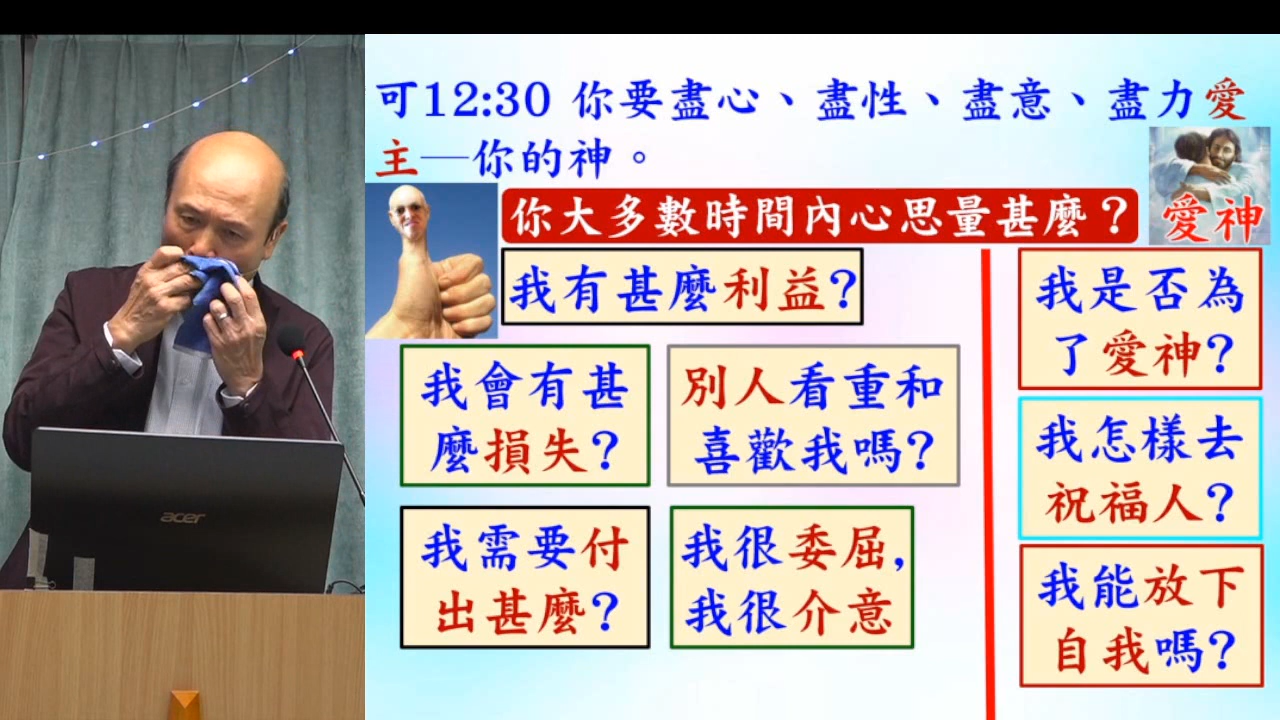 可12:30 你要盡心、盡性、盡意、盡力愛
主─你的神。
愛神
你大多數時間內心思量甚麼？
我有甚麼利益?
我會有甚
麼損失?
別人看重和
喜歡我嗎?
我需要付
出甚麼?
我很委屈,
我很介意
我是否為
了愛神?
我怎樣去
祝福人?
我能放下
自我嗎?
acer